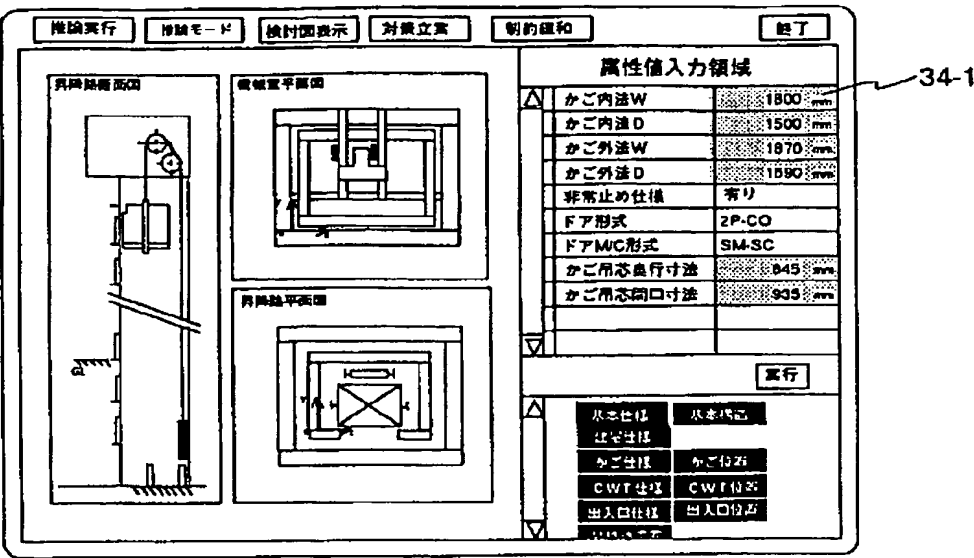 推論実行 推論モード 検討図表示 対策立案 制約緩和 終了
昇降路断面図
機械室平面図
昇降路平面図
属性値入力領域
34-1
かご内法W 1800 mm
かご内法D 1500 mm
かご外法W 1870 mm
かご外法D 1590 mm
非常止め仕様 有り
ドア形式 2P-CO
ドアM/C形式 SM-SC
かご吊芯奥行寸法 845 mm
かご吊芯間口寸法 935 mm
実行
基本仕様 基本構造
建屋仕様
かご仕様 かご位置
CWT仕様 CWT位置
出入口仕様 出入口位置